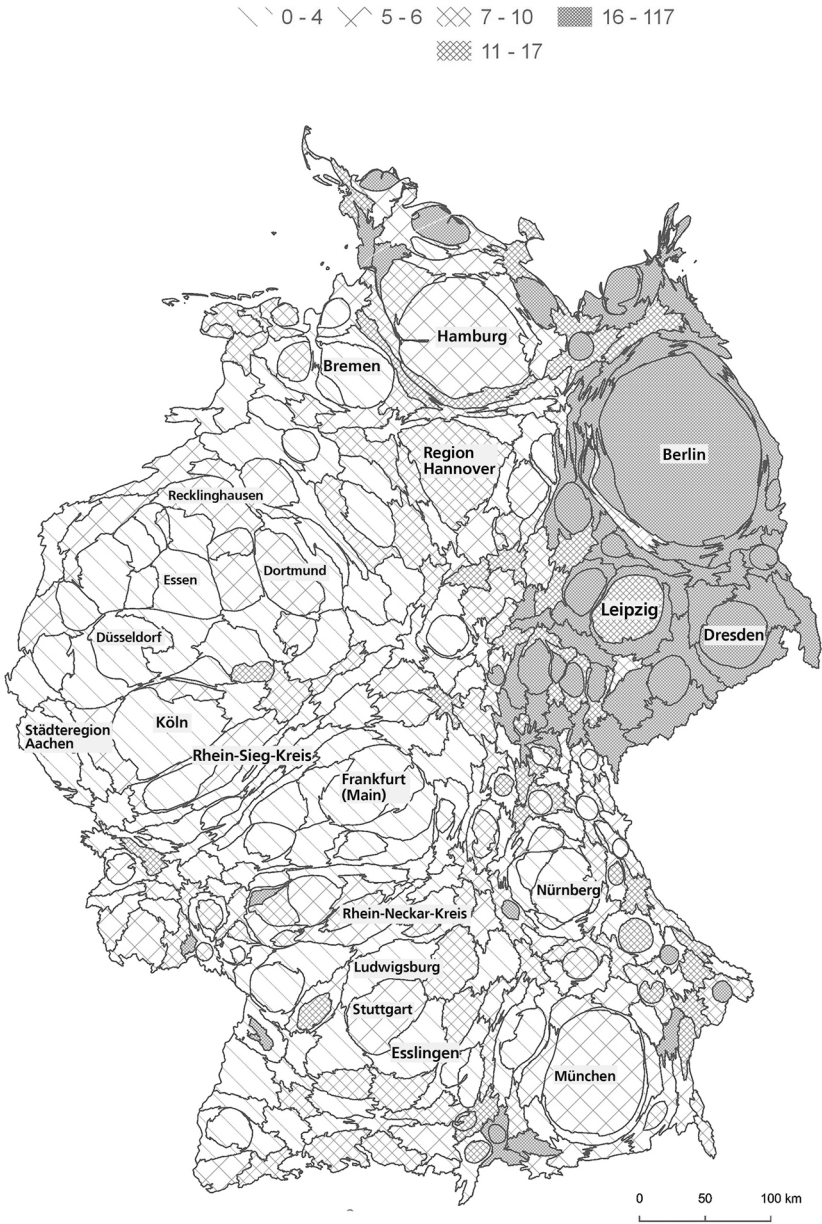 0 - 4 5 - 6 7 - 10 16 - 117
11 - 17
Hamburg
Bremen
Region
Hannover
Berlin
Recklinghausen
Essen
Dortmund
Leipzig
Düsseldorf
Dresden
Köln
Städteregion
Aachen
Rhein-Sieg-Kreis
Frankfurt
(Main)
Nürnberg
Rhein-Neckar-Kreis
Ludwigsburg
Stuttgart
Esslingen
München
0 50 100 km